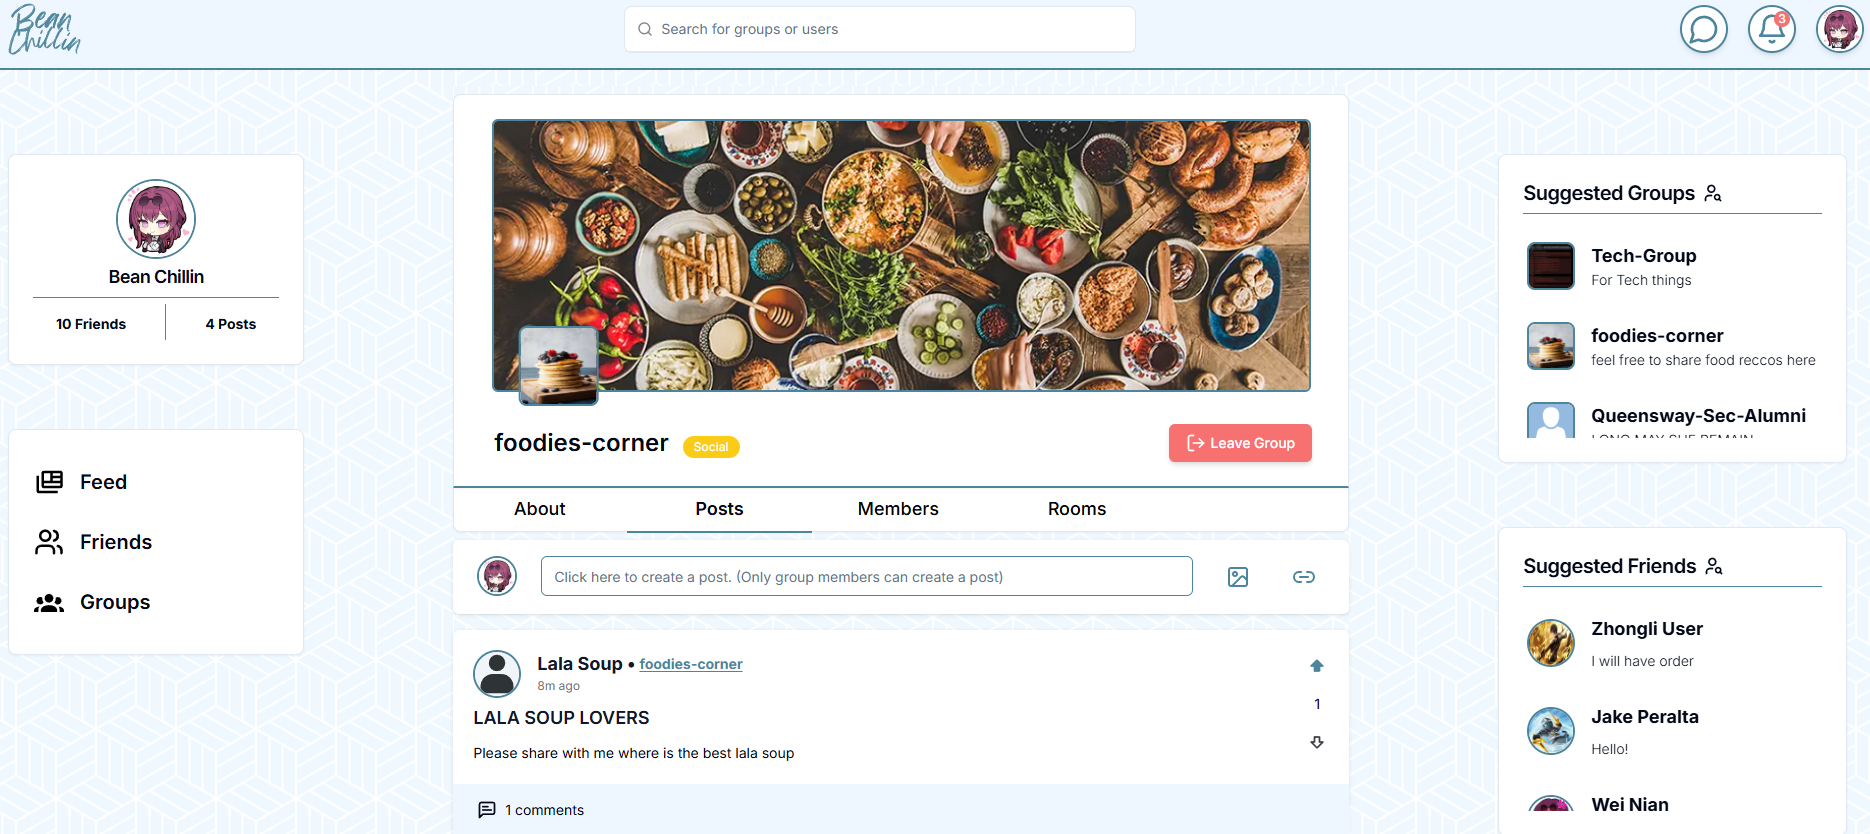 Bean
Chillin
Search for groups or users
3
Bean Chillin
10 Friends
4 Posts
Feed
Friends
Groups
foodies-corner
Social
Leave Group
About
Posts
Members
Rooms
Click here to create a post. (Only group members can create a post)
Lala Soup • foodies-corner
8m ago
LALA SOUP LOVERS
Please share with me where is the best lala soup
1
1 comments
Suggested Groups
Tech-Group
For Tech things
foodies-corner
feel free to share food reccos here
Queensway-Sec-Alumni
LONG MAY SHE REMAIN
Suggested Friends
Zhongli User
I will have order
Jake Peralta
Hello!
Wei Nian